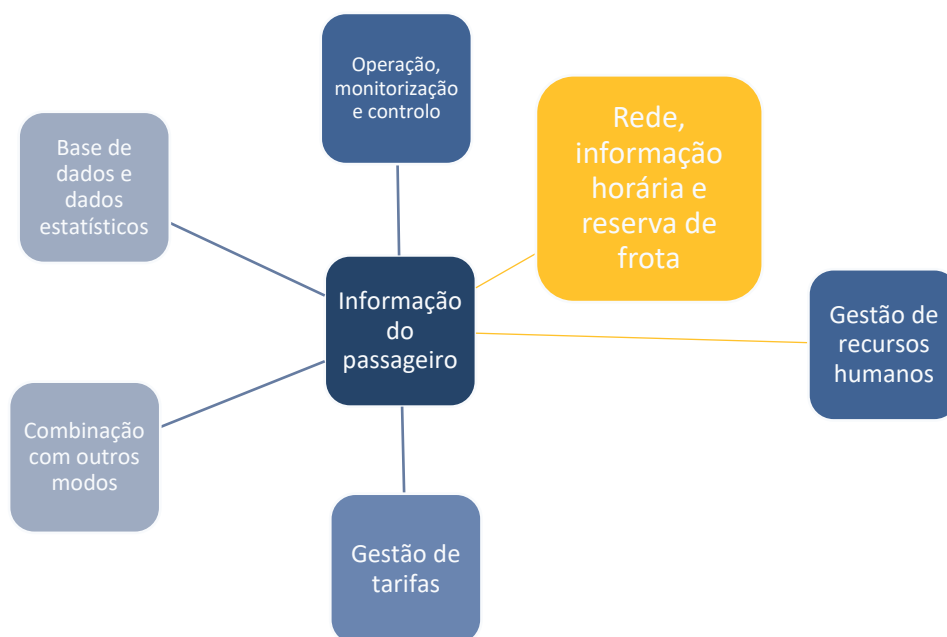 Operação,
monitorização
e controlo
Rede,
informação
horária e
reserva de
frota
Base de
dados e
dados
estatísticos
Informação
do
passageiro
Gestão de
recursos
humanos
Combinação
com outros
modos
Gestão de
tarifas